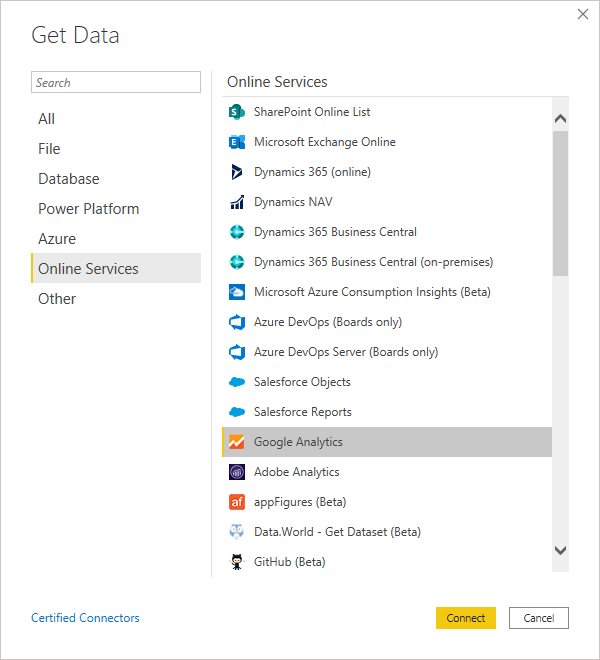 Get Data
Search
All
File
Database
Power Platform
Azure
Online Services
Other
Online Services
SharePoint Online List
Microsoft Exchange Online
Dynamics 365 (online)
Dynamics NAV
Dynamics 365 Business Central
Dynamics 365 Business Central (on-premises)
Microsoft Azure Consumption Insights (Beta)
Azure DevOps (Boards only)
Azure DevOps Server (Boards only)
Salesforce Objects
Salesforce Reports
Google Analytics
Adobe Analytics
af appFigures (Beta)
Data.World - Get Dataset (Beta)
GitHub (Beta)
Certified Connectors
Connect
Cancel